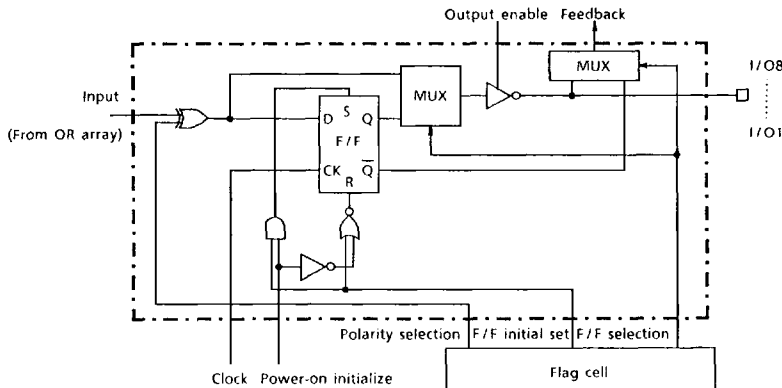 Output enable Feedback
MUX
I/O8
Input
MUX
S
D Q
(From OR array)
F/F
I/O1
CK Q̅
R
Polarity selection F/F initial set F/F selection
Clock Power-on initialize
Flag cell